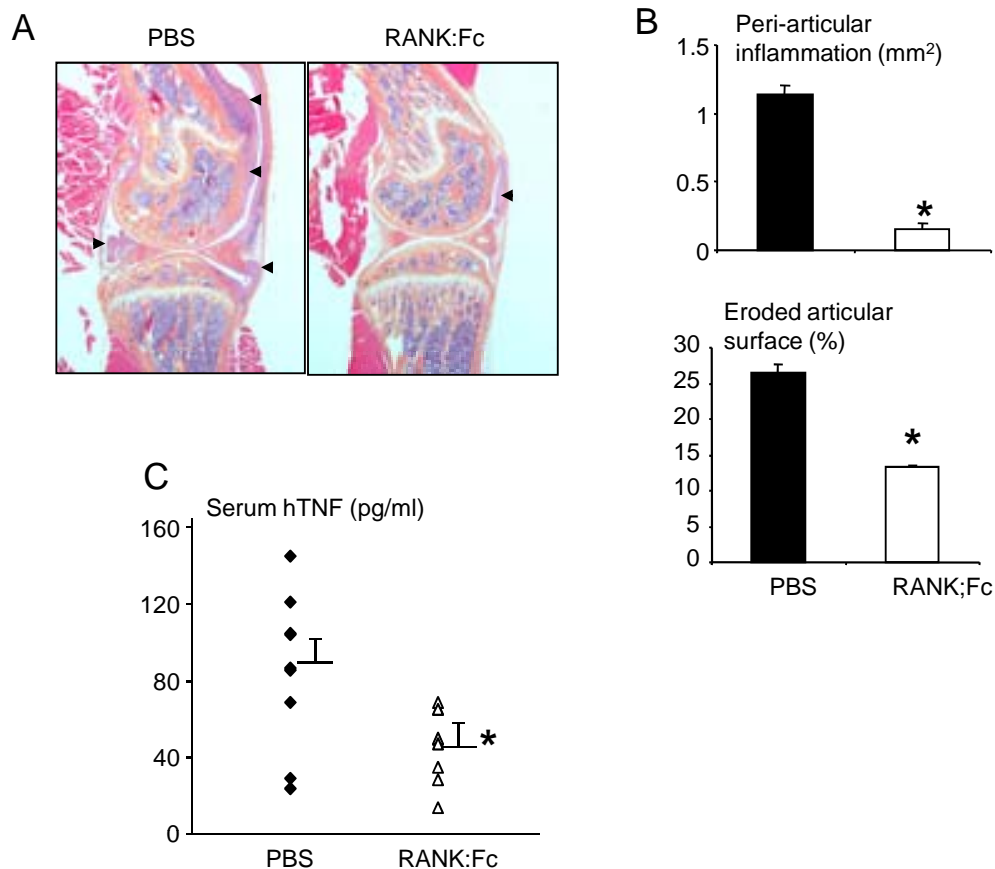 A
PBS
RANK:Fc
B
Peri-articular
inflammation (mm²)
1.5
1
0.5
0
*
Eroded articular
surface (%)
30
25
20
15
10
5
0
*
PBS
RANK;Fc
C
Serum hTNF (pg/ml)
160
120
80
40
0
*
PBS
RANK:Fc